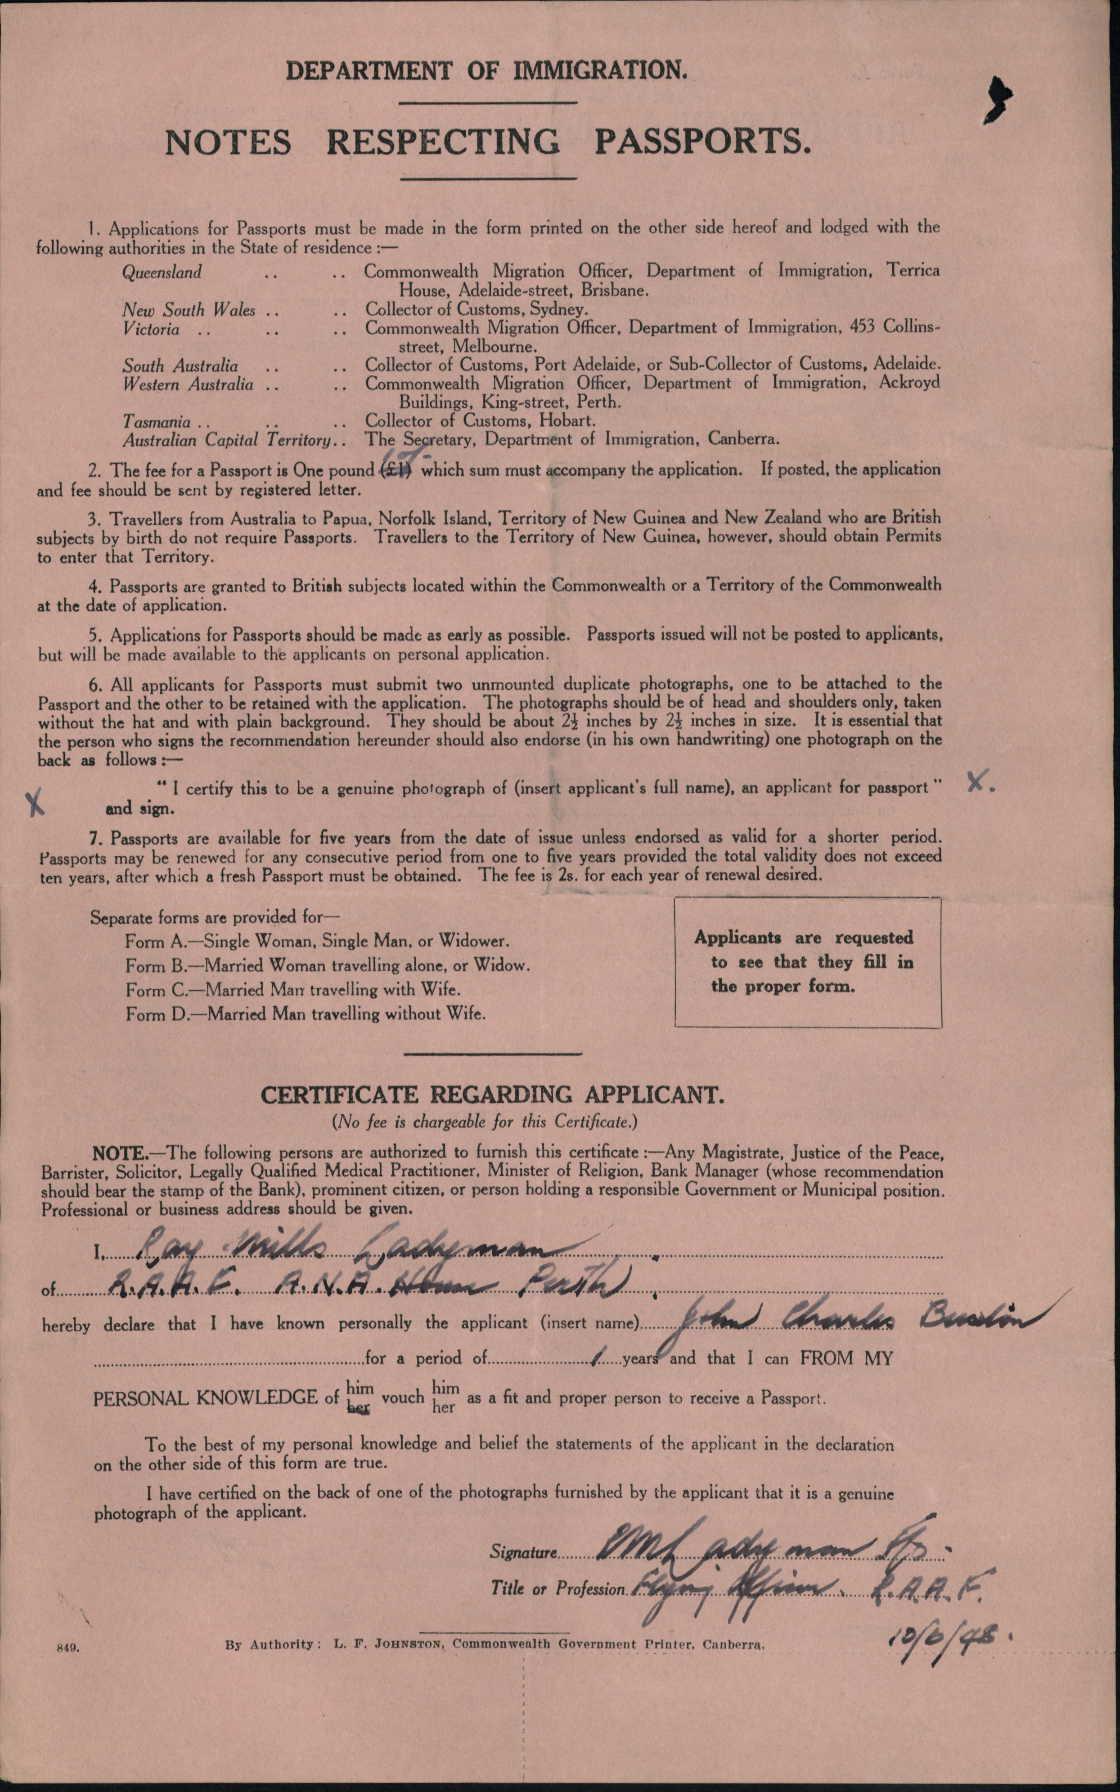 DEPARTMENT OF IMMIGRATION.
NOTES RESPECTING PASSPORTS.
1. Applications for Passports must be made in the form printed on the other side hereof and lodged with the
following authorities in the State of residence :—
Queensland .. .. Commonwealth Migration Officer, Department of Immigration, Terrica
House, Adelaide-street, Brisbane.
New South Wales .. .. Collector of Customs, Sydney.
Victoria .. .. .. Commonwealth Migration Officer, Department of Immigration, 453 Collins-
street, Melbourne.
South Australia .. .. Collector of Customs, Port Adelaide, or Sub-Collector of Customs, Adelaide.
Western Australia .. .. Commonwealth Migration Officer, Department of Immigration, Ackroyd
Buildings, King-street, Perth.
Tasmania .. .. .. Collector of Customs, Hobart.
Australian Capital Territory .. The Secretary, Department of Immigration, Canberra.
2. The fee for a Passport is One pound (£1) which sum must accompany the application. If posted, the application
and fee should be sent by registered letter.
3. Travellers from Australia to Papua, Norfolk Island, Territory of New Guinea and New Zealand who are British
subjects by birth do not require Passports. Travellers to the Territory of New Guinea, however, should obtain Permits
to enter that Territory.
4. Passports are granted to British subjects located within the Commonwealth or a Territory of the Commonwealth
at the date of application.
5. Applications for Passports should be made as early as possible. Passports issued will not be posted to applicants,
but will be made available to the applicants on personal application.
6. All applicants for Passports must submit two unmounted duplicate photographs, one to be attached to the
Passport and the other to be retained with the application. The photographs should be of head and shoulders only, taken
without the hat and with plain background. They should be about 2½ inches by 2½ inches in size. It is essential that
the person who signs the recommendation hereunder should also endorse (in his own handwriting) one photograph on the
back as follows :—
" I certify this to be a genuine photograph of (insert applicant's full name), an applicant for passport " X.
X and sign.
7. Passports are available for five years from the date of issue unless endorsed as valid for a shorter period.
Passports may be renewed for any consecutive period from one to five years provided the total validity does not exceed
ten years, after which a fresh Passport must be obtained. The fee is 2s. for each year of renewal desired.
Separate forms are provided for—
Form A.—Single Woman, Single Man, or Widower.
Form B.—Married Woman travelling alone, or Widow.
Form C.—Married Man travelling with Wife.
Form D.—Married Man travelling without Wife.
Applicants are requested
to see that they fill in
the proper form.
CERTIFICATE REGARDING APPLICANT.
(No fee is chargeable for this Certificate.)
NOTE.—The following persons are authorized to furnish this certificate :—Any Magistrate, Justice of the Peace,
Barrister, Solicitor, Legally Qualified Medical Practitioner, Minister of Religion, Bank Manager (whose recommendation
should bear the stamp of the Bank), prominent citizen, or person holding a responsible Government or Municipal position.
Professional or business address should be given.
I, Ray Mills Ladyman
of R.A.A.F. A.N.A. House Perth
hereby declare that I have known personally the applicant (insert name) John Charles
for a period of 1 years and that I can FROM MY
PERSONAL KNOWLEDGE of him her vouch him her as a fit and proper person to receive a Passport.
To the best of my personal knowledge and belief the statements of the applicant in the declaration
on the other side of this form are true.
I have certified on the back of one of the photographs furnished by the applicant that it is a genuine
photograph of the applicant.
Signature Ladyman
Title or Profession Flying Officer. R.A.A.F.
10/6/48.
849. By Authority: L. F. JOHNSTON, Commonwealth Government Printer, Canberra.